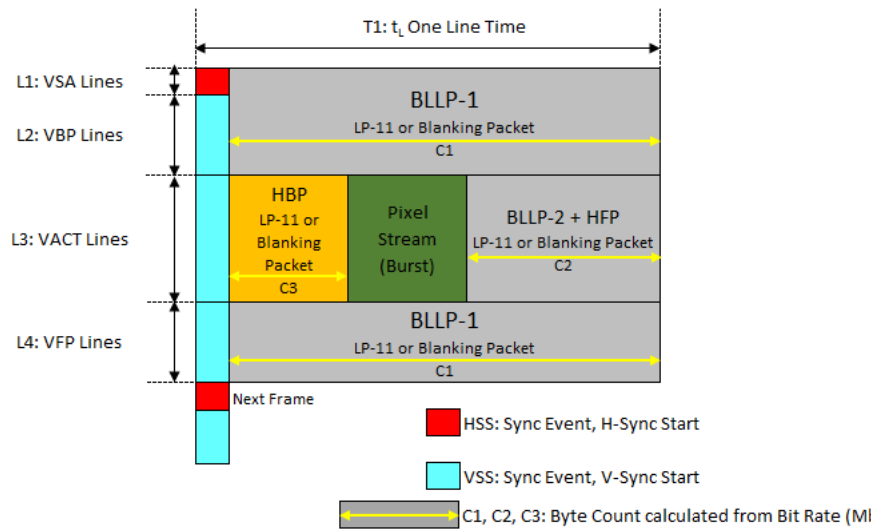 T1: tL One Line Time
L1: VSA Lines
BLLP-1
LP-11 or Blanking Packet
C1
L2: VBP Lines
HBP
LP-11 or
Blanking
Packet
C3
Pixel
Stream
(Burst)
BLLP-2 + HFP
LP-11 or Blanking Packet
C2
L3: VACT Lines
BLLP-1
LP-11 or Blanking Packet
C1
L4: VFP Lines
Next Frame
HSS: Sync Event, H-Sync Start
VSS: Sync Event, V-Sync Start
C1, C2, C3: Byte Count calculated from Bit Rate